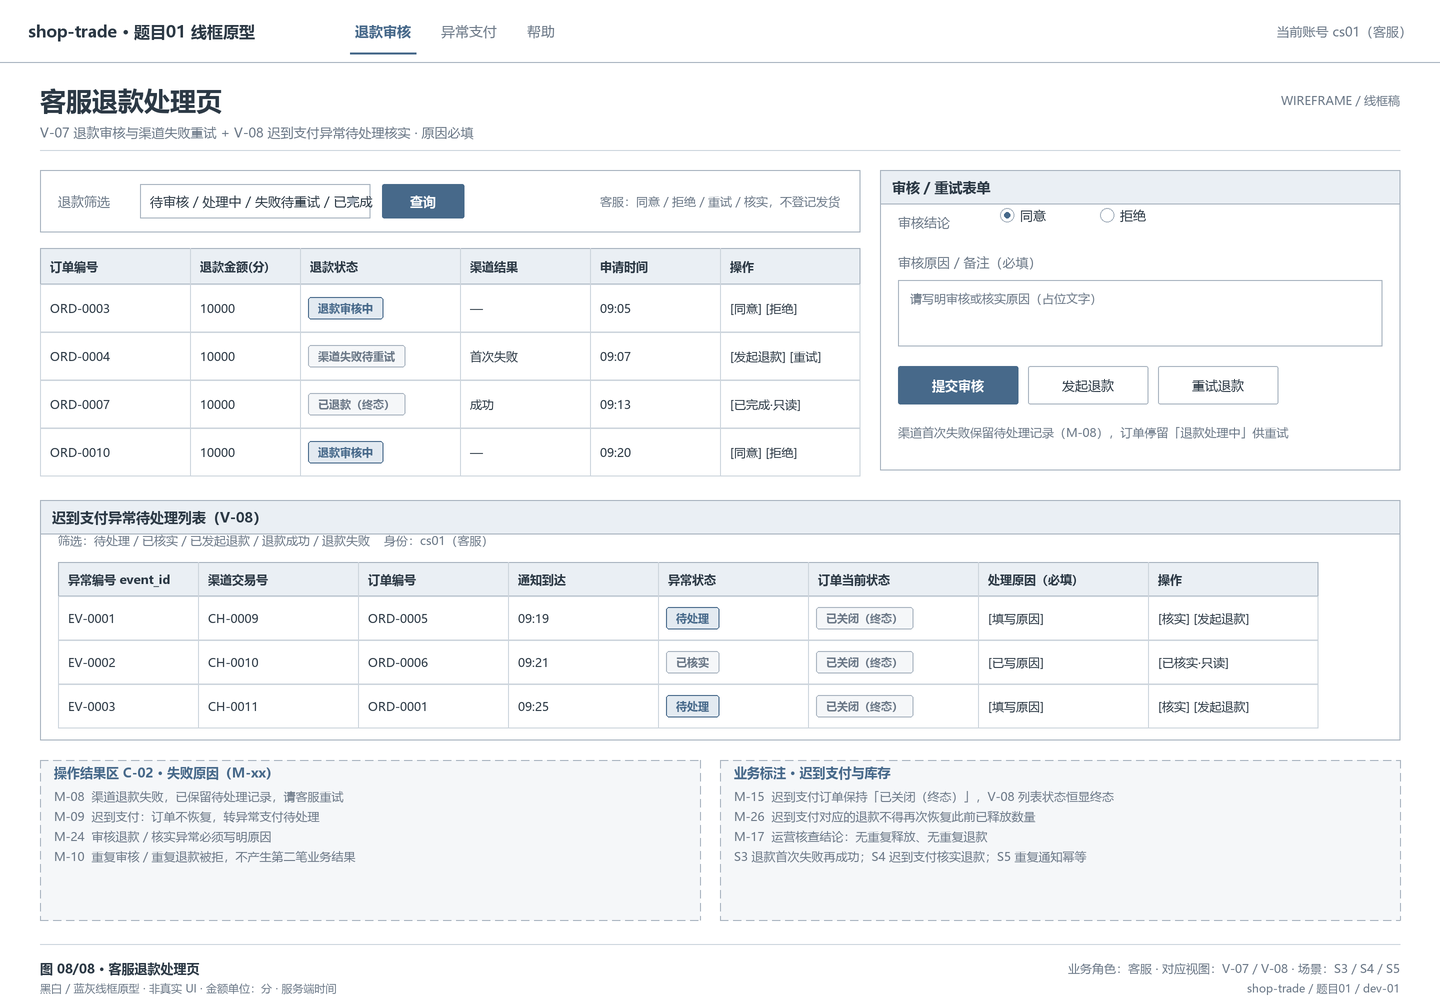 shop-trade • 题目01 线框原型 退款审核 异常支付 帮助 当前账号 cs01（客服）
客服退款处理页 WIREFRAME / 线框稿
V-07 退款审核与渠道失败重试 + V-08 迟到支付异常待处理核实 · 原因必填
退款筛选 待审核 / 处理中 / 失败待重试 / 已完成 查询 客服：同意 / 拒绝 / 重试 / 核实，不登记发货
订单编号 退款金额(分) 退款状态 渠道结果 申请时间 操作
ORD-0003 10000 退款审核中 — 09:05 [同意] [拒绝]
ORD-0004 10000 渠道失败待重试 首次失败 09:07 [发起退款] [重试]
ORD-0007 10000 已退款（终态） 成功 09:13 [已完成·只读]
ORD-0010 10000 退款审核中 — 09:20 [同意] [拒绝]
审核 / 重试表单
审核结论 同意 拒绝
审核原因 / 备注（必填）
请写明审核或核实原因（占位文字）
提交审核 发起退款 重试退款
渠道首次失败保留待处理记录（M-08），订单停留「退款处理中」供重试
迟到支付异常待处理列表（V-08）
筛选：待处理 / 已核实 / 已发起退款 / 退款成功 / 退款失败 身份：cs01（客服）
异常编号 event_id 渠道交易号 订单编号 通知到达 异常状态 订单当前状态 处理原因（必填） 操作
EV-0001 CH-0009 ORD-0005 09:19 待处理 已关闭（终态） [填写原因] [核实] [发起退款]
EV-0002 CH-0010 ORD-0006 09:21 已核实 已关闭（终态） [已写原因] [已核实·只读]
EV-0003 CH-0011 ORD-0001 09:25 待处理 已关闭（终态） [填写原因] [核实] [发起退款]
操作结果区 C-02 • 失败原因（M-xx）
M-08 渠道退款失败，已保留待处理记录，请客服重试
M-09 迟到支付：订单不恢复，转异常支付待处理
M-24 审核退款 / 核实异常必须写明原因
M-10 重复审核 / 重复退款被拒，不产生第二笔业务结果
业务标注 • 迟到支付与库存
M-15 迟到支付订单保持「已关闭（终态）」，V-08 列表状态恒显终态
M-26 迟到支付对应的退款不得再次恢复此前已释放数量
M-17 运营核查结论：无重复释放、无重复退款
S3 退款首次失败再成功；S4 迟到支付核实退款；S5 重复通知幂等
图 08/08 • 客服退款处理页 业务角色：客服 · 对应视图：V-07 / V-08 · 场景：S3 / S4 / S5
黑白 / 蓝灰线框原型 · 非真实 UI · 金额单位：分 · 服务端时间 shop-trade / 题目01 / dev-01